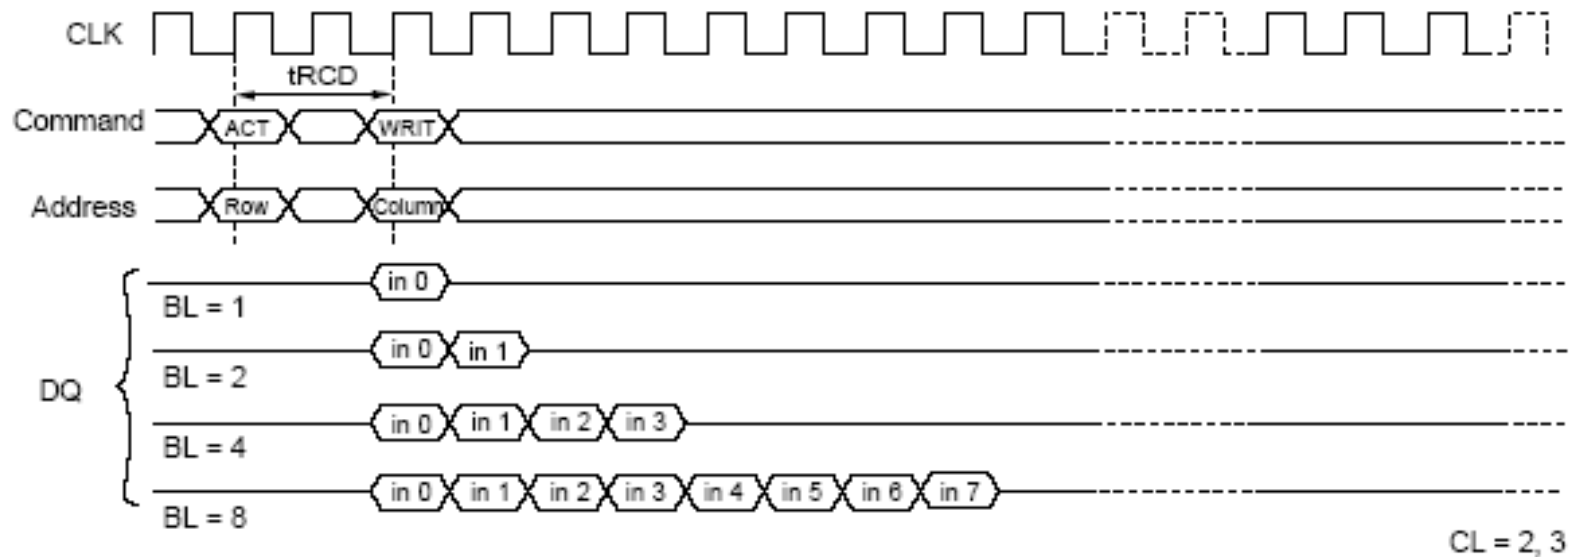 CLK
tRCD
Command ACT WRIT
Address Row Column
DQ
in 0
BL = 1
in 0 in 1
BL = 2
in 0 in 1 in 2 in 3
BL = 4
in 0 in 1 in 2 in 3 in 4 in 5 in 6 in 7
BL = 8
CL = 2, 3